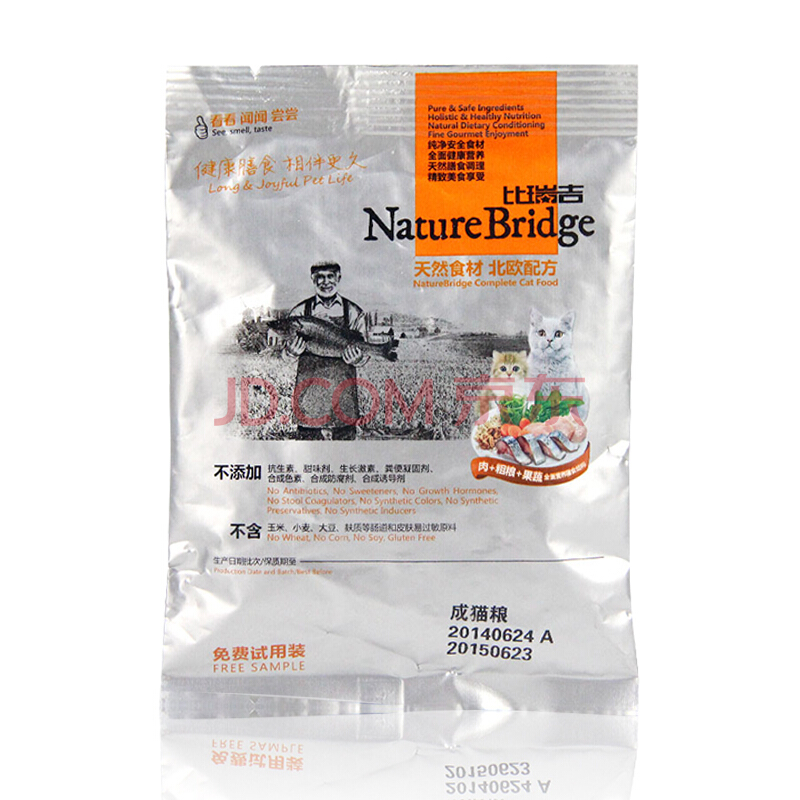 看看 闻闻 尝尝
See, smell, taste
健康膳食 相伴更久
Long & Joyful Pet Life
Pure & Safe Ingredients
Holistic & Healthy Nutrition
Natural Dietary Conditioning
Fine Gourmet Enjoyment
纯净安全食材
全面健康营养
天然膳食调理
精致美食享受
比瑞吉
NatureBridge
天然食材 北欧配方
NatureBridge Complete Cat Food
JD.COM 京东
肉+粗粮+果蔬
不添加
抗生素、甜味剂、生长激素、粪便凝固剂、
合成色素、合成防腐剂、合成诱导剂
No Antibiotics, No Sweeteners, No Growth Hormones,
No Stool Coagulators, No Synthetic Colors, No Synthetic
Preservatives, No Synthetic Inducers
不含
玉米、小麦、大豆、麸质等肠道和皮肤易过敏原料
No Wheat, No Corn, No Soy, Gluten Free
生产日期批次/保质期至
Production Date and Batch/Best Before
成猫粮
20140624 A
20150623
免费试用装
FREE SAMPLE